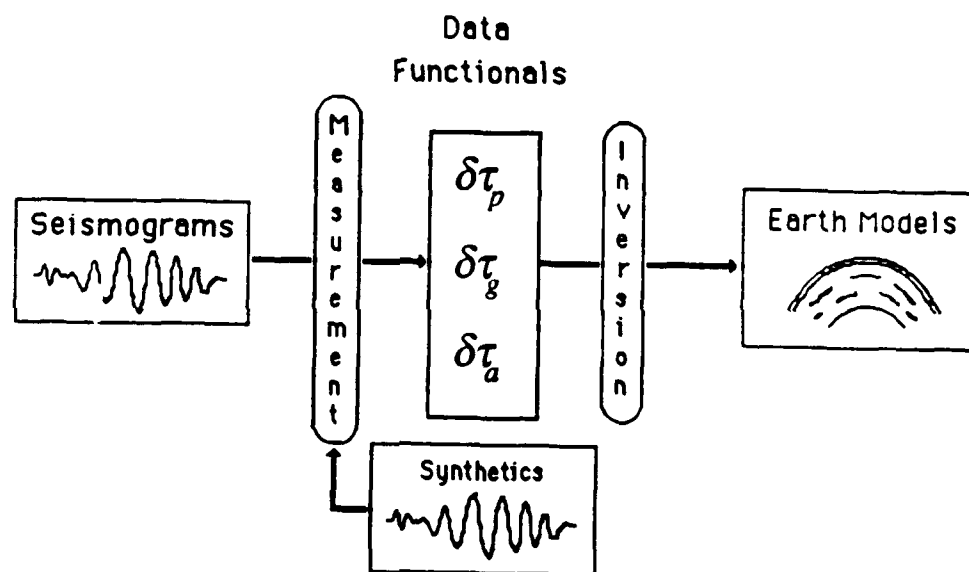 Data
Functionals
Seismograms
Measurement
δτp
δτg
δτa
Inversion
Earth Models
Synthetics